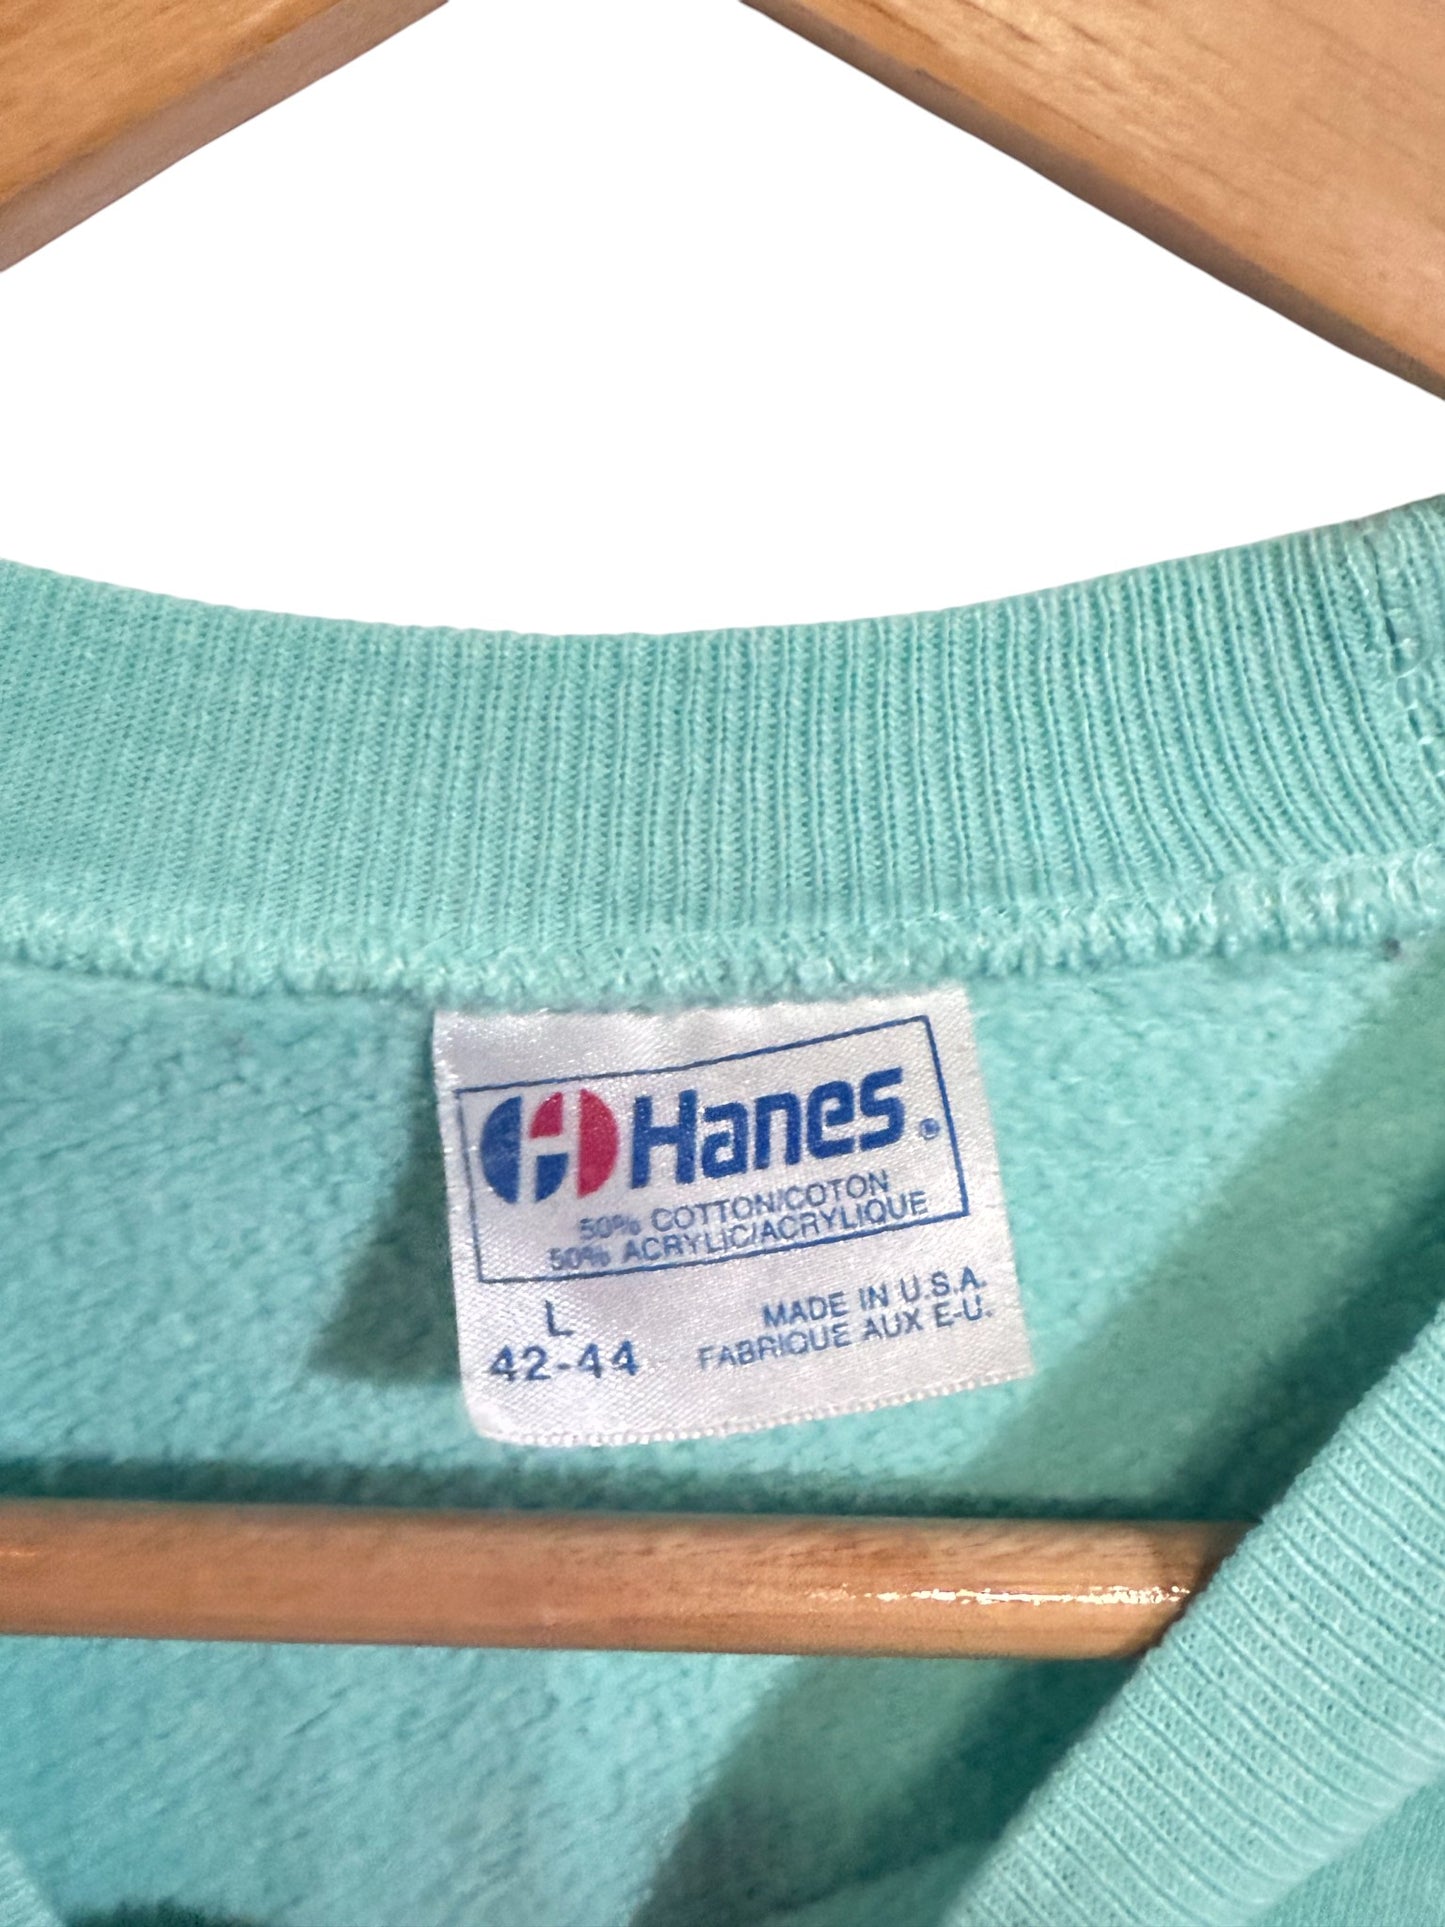 Hanes®
50% COTTON/COTON
50% ACRYLIC/ACRYLIQUE
L
42-44
MADE IN U.S.A.
FABRIQUE AUX E-U.